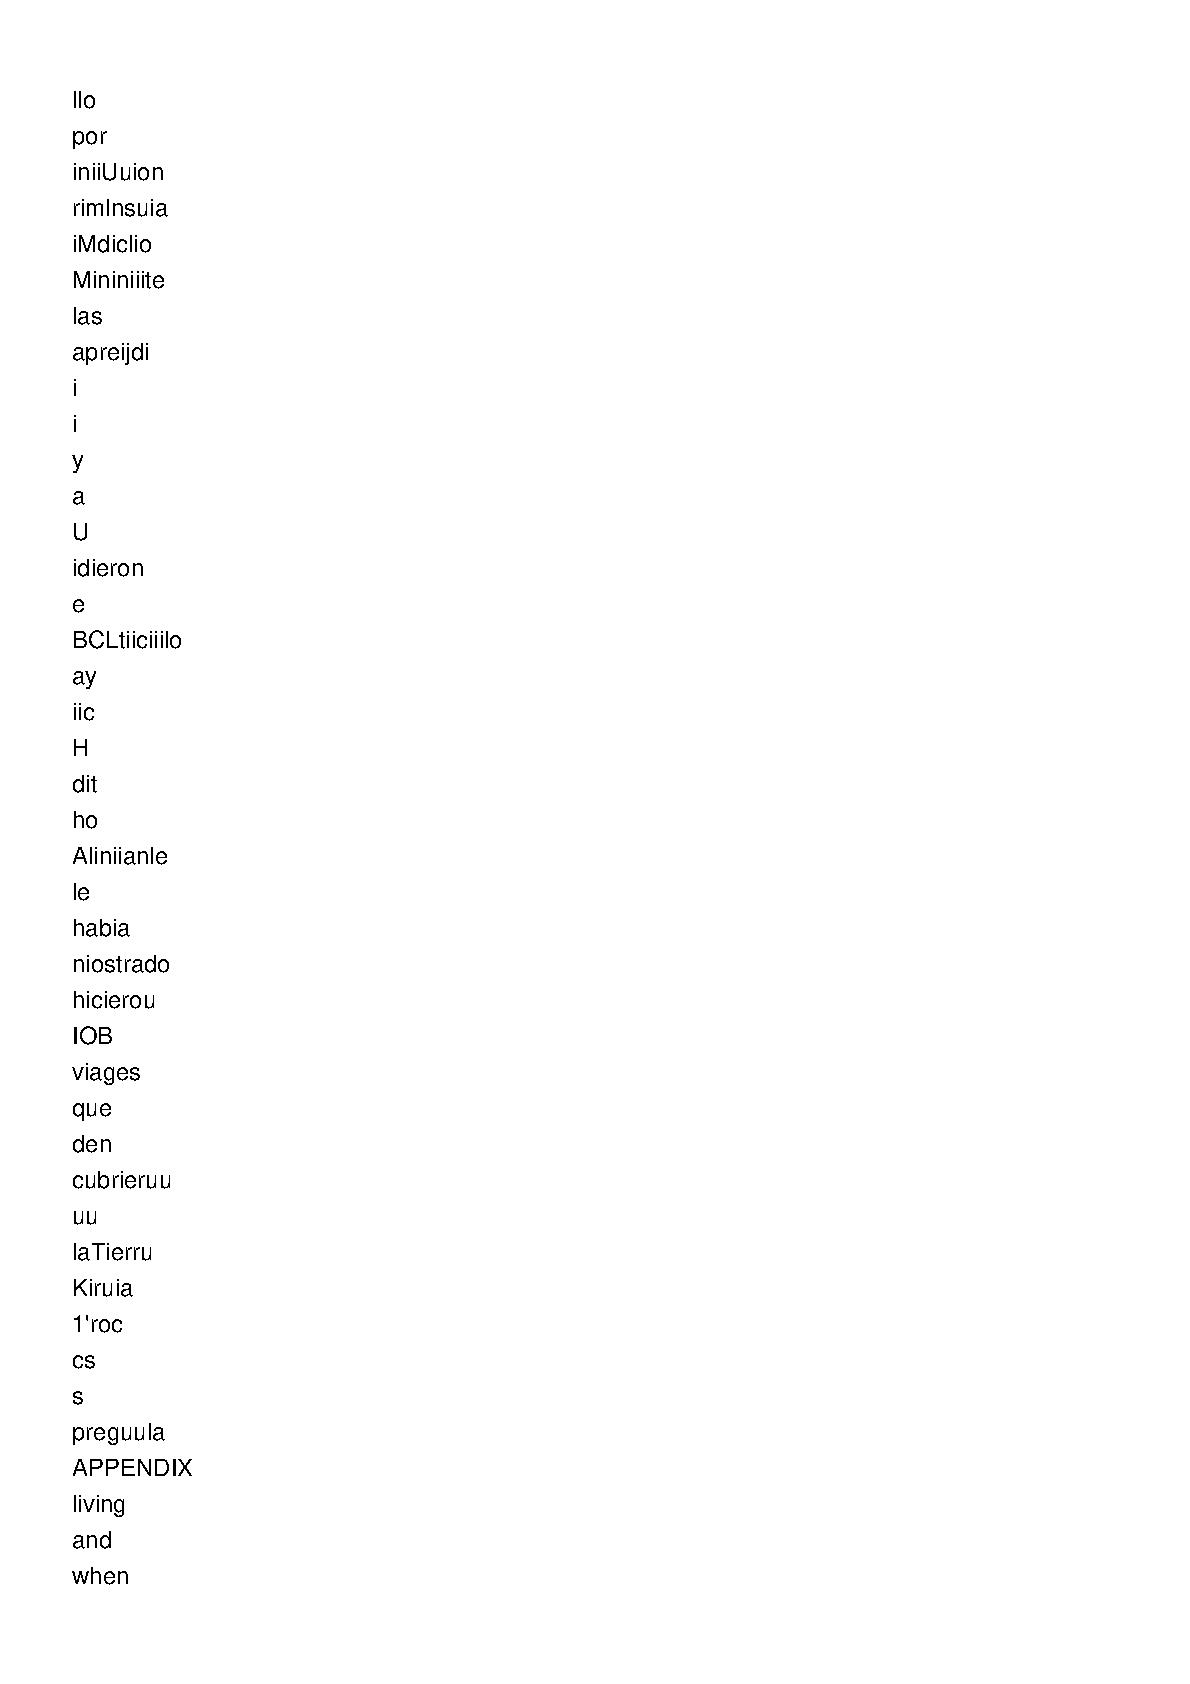 llo
por
iniiUuion
rimlnsuia
iMdiclio
Mininiiite
las
apreijdi
i
i
y
a
U
idieron
e
BCLtiiciiilo
ay
iic
H
dit
ho
Aliniianle
le
habia
niostrado
hicierou
IOB
viages
que
den
cubrieruu
uu
laTierru
Kiruia
1'roc
cs
s
preguula
APPENDIX
living
and
when